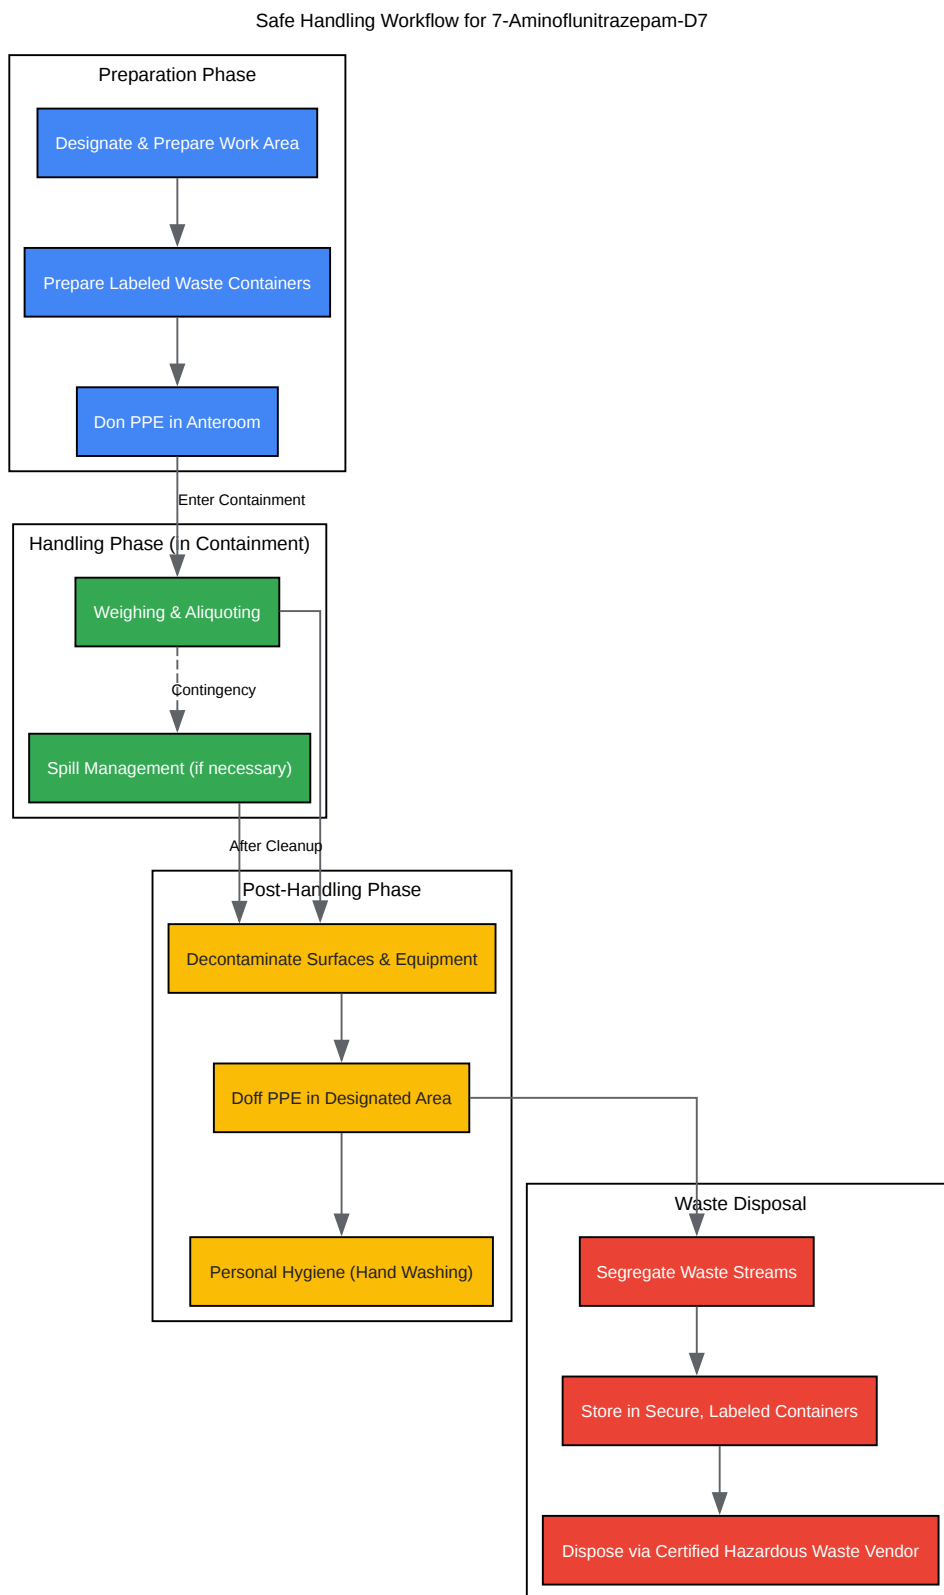 Safe Handling Workflow for 7-Aminoflunitrazepam-D7
Preparation Phase
Designate & Prepare Work Area
Prepare Labeled Waste Containers
Don PPE in Anteroom
Enter Containment
Handling Phase (in Containment)
Weighing & Aliquoting
Contingency
Spill Management (if necessary)
After Cleanup
Post-Handling Phase
Decontaminate Surfaces & Equipment
Doff PPE in Designated Area
Waste Disposal
Personal Hygiene (Hand Washing)
Segregate Waste Streams
Store in Secure, Labeled Containers
Dispose via Certified Hazardous Waste Vendor